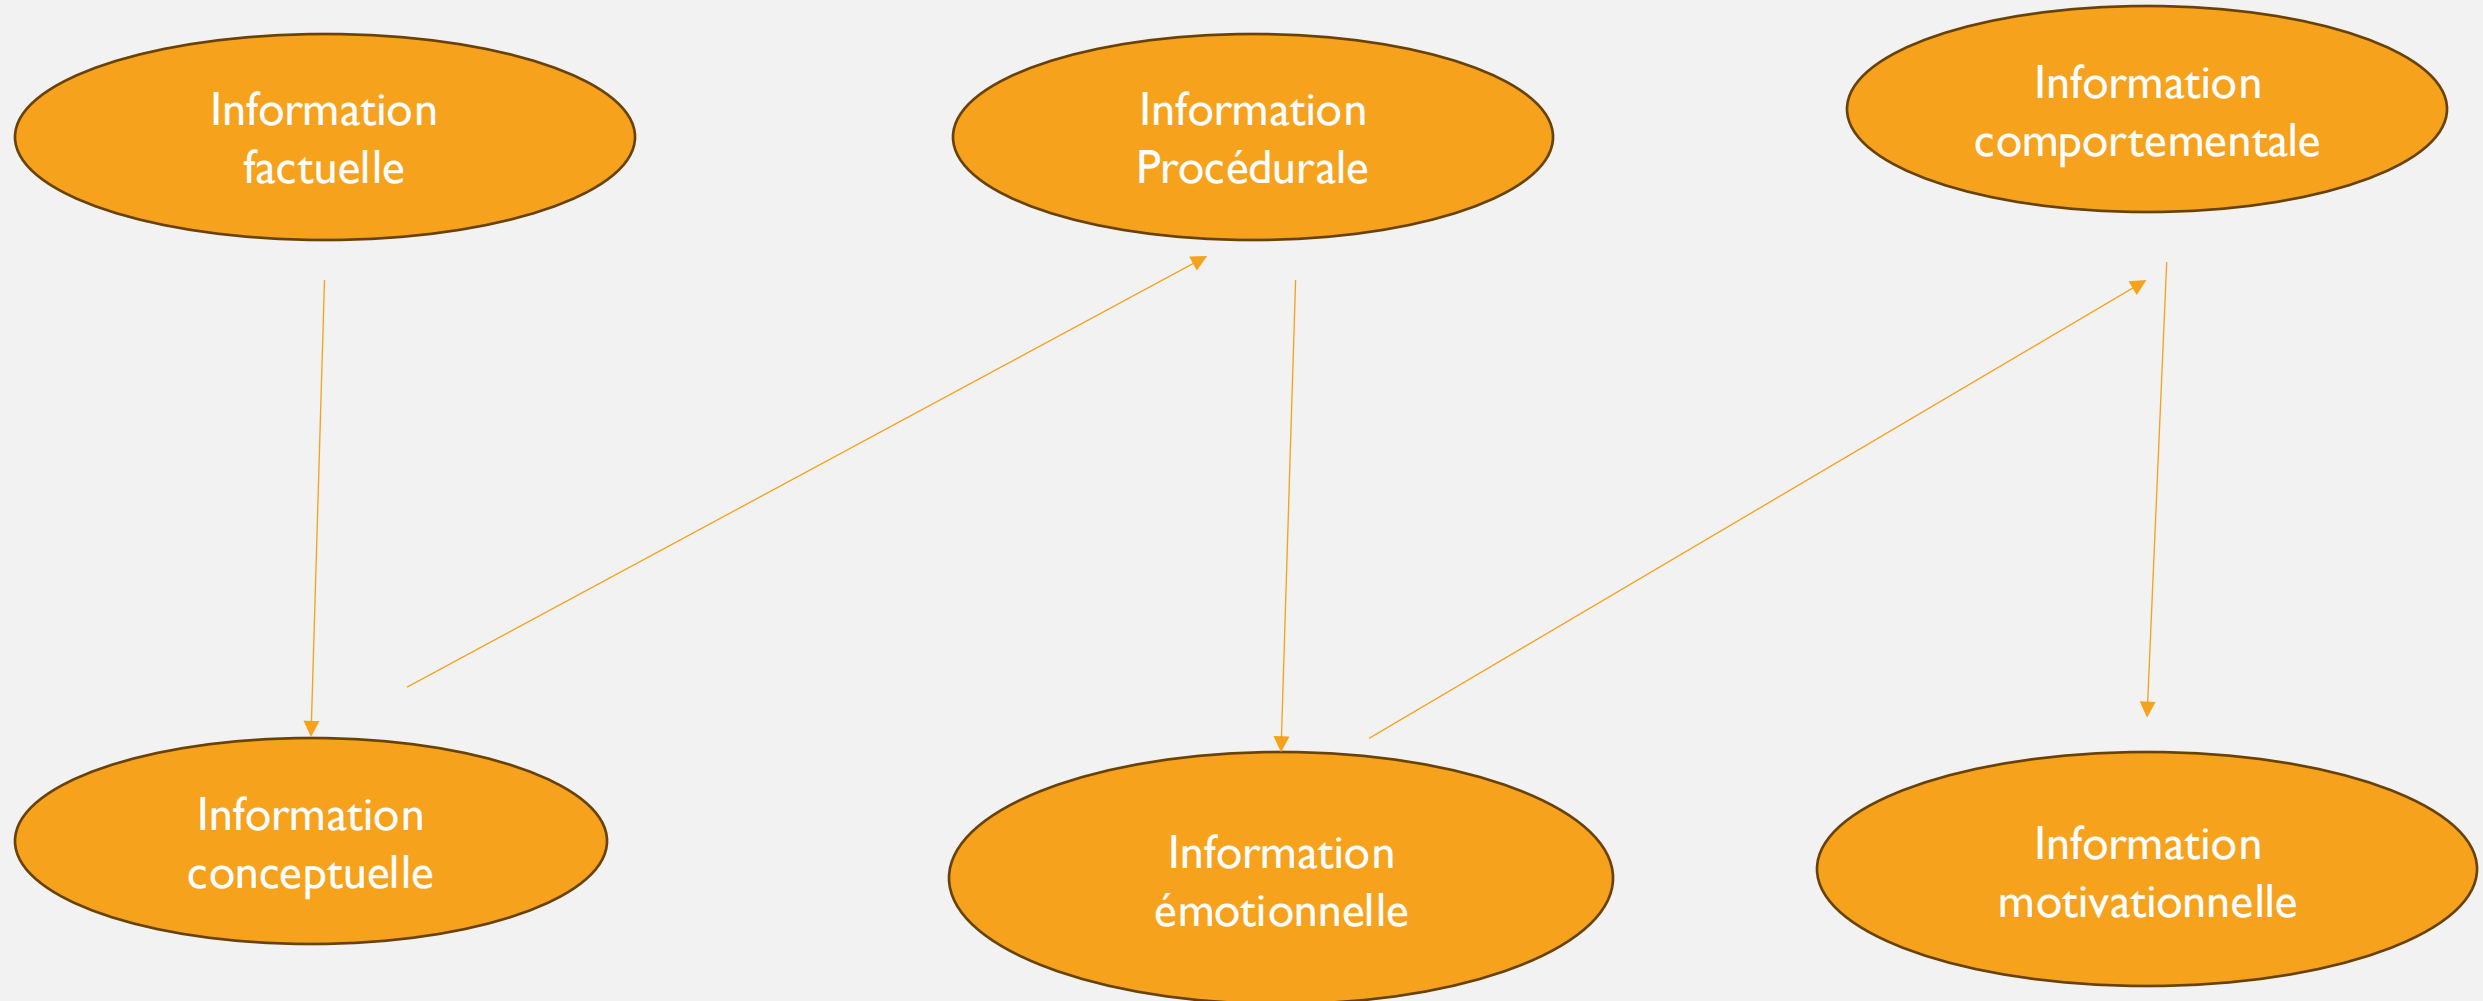 Information
factuelle
Information
Procédurale
Information
comportementale
Information
conceptuelle
Information
émotionnelle
Information
motivationnelle